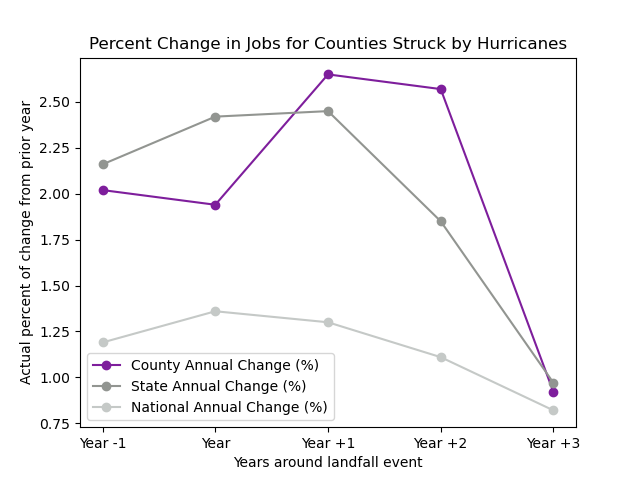 Percent Change in Jobs for Counties Struck by Hurricanes
Actual percent of change from prior year
2.50
2.25
2.00
1.75
1.50
1.25
1.00
0.75
County Annual Change (%)
State Annual Change (%)
National Annual Change (%)
Year -1
Year
Year +1
Year +2
Year +3
Years around landfall event